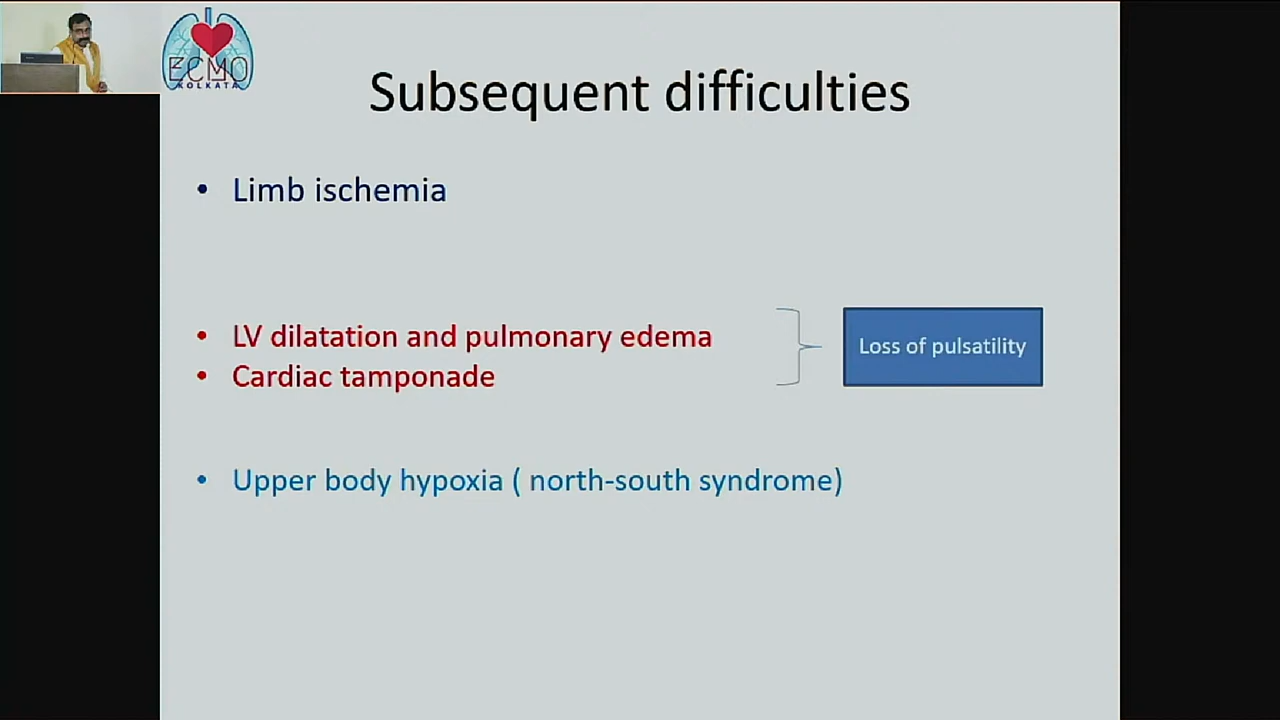 ECMO
KOLKATA
Subsequent difficulties
• Limb ischemia
• LV dilatation and pulmonary edema
• Cardiac tamponade
Loss of pulsatility
• Upper body hypoxia ( north-south syndrome)